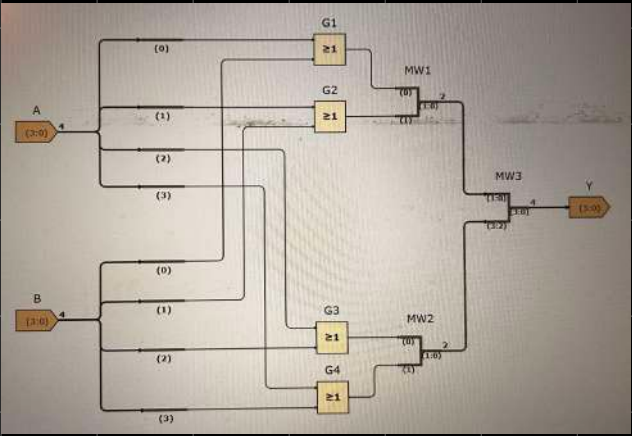 G1
(0)
≥1
MW1
G2
(0)
2
A
(1:0)
4
(1)
≥1
(1)
(3:0)
(2)
MW3
(3)
Y
(1:0)
4
(3:0)
(3:0)
(3:2)
(0)
B
(1)
G3
4
MW2
(3:0)
≥1
(0)
2
(2)
(1:0)
G4
(1)
≥1
(3)